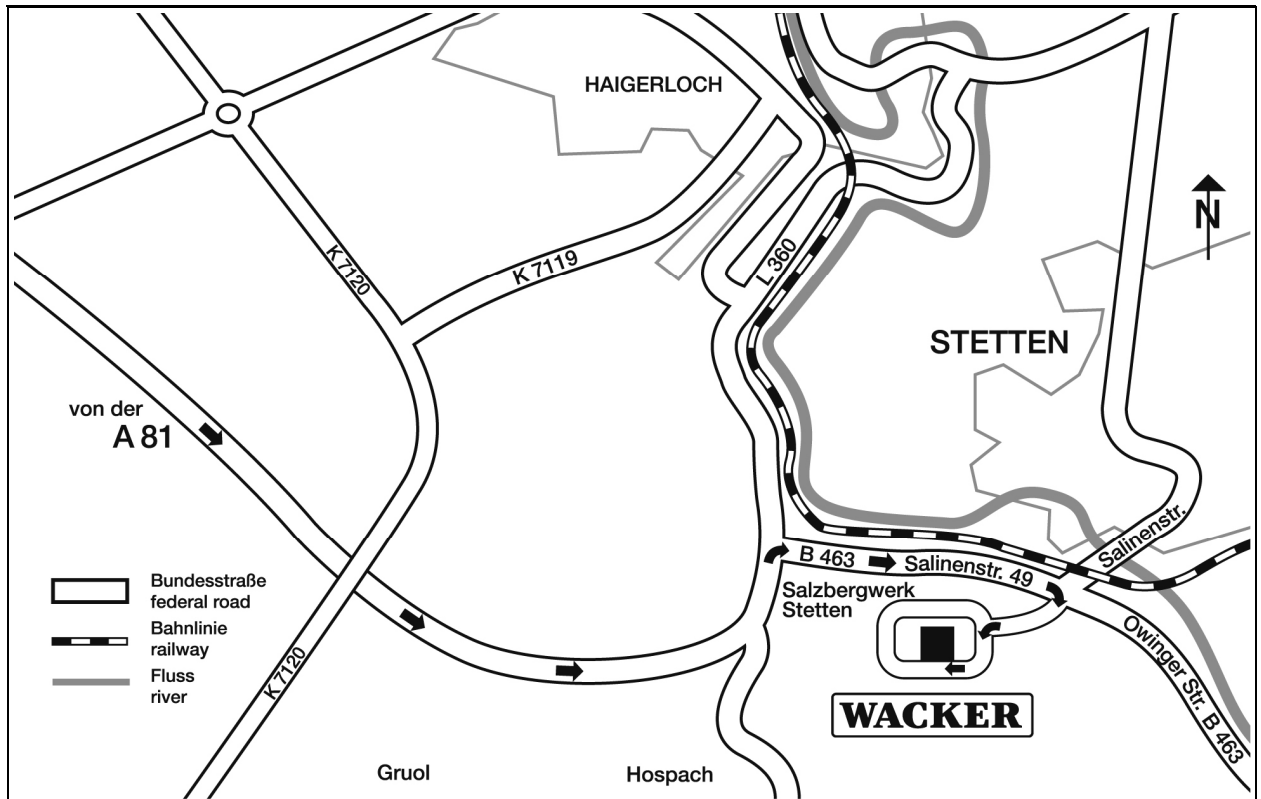 HAIGERLOCH
N
K 7120
K 7119
L 360
STETTEN
von der
A 81
Salinenstr.
B 463
Salinenstr. 49
Salzbergwerk
Stetten
Bundesstraße
federal road
Bahnlinie
railway
Fluss
river
K 7120
Owinger Str. B 463
WACKER
Gruol
Hospach